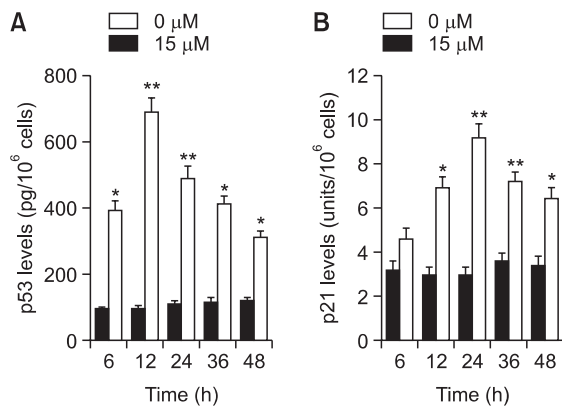 A
0 μM
15 μM
p53 levels (pg/10⁶ cells)
800
600
400
200
0
*
**
**
*
*
6 12 24 36 48
Time (h)
B
0 μM
15 μM
p21 levels (units/10⁶ cells)
12
10
8
6
4
2
0
*
**
**
*
6 12 24 36 48
Time (h)